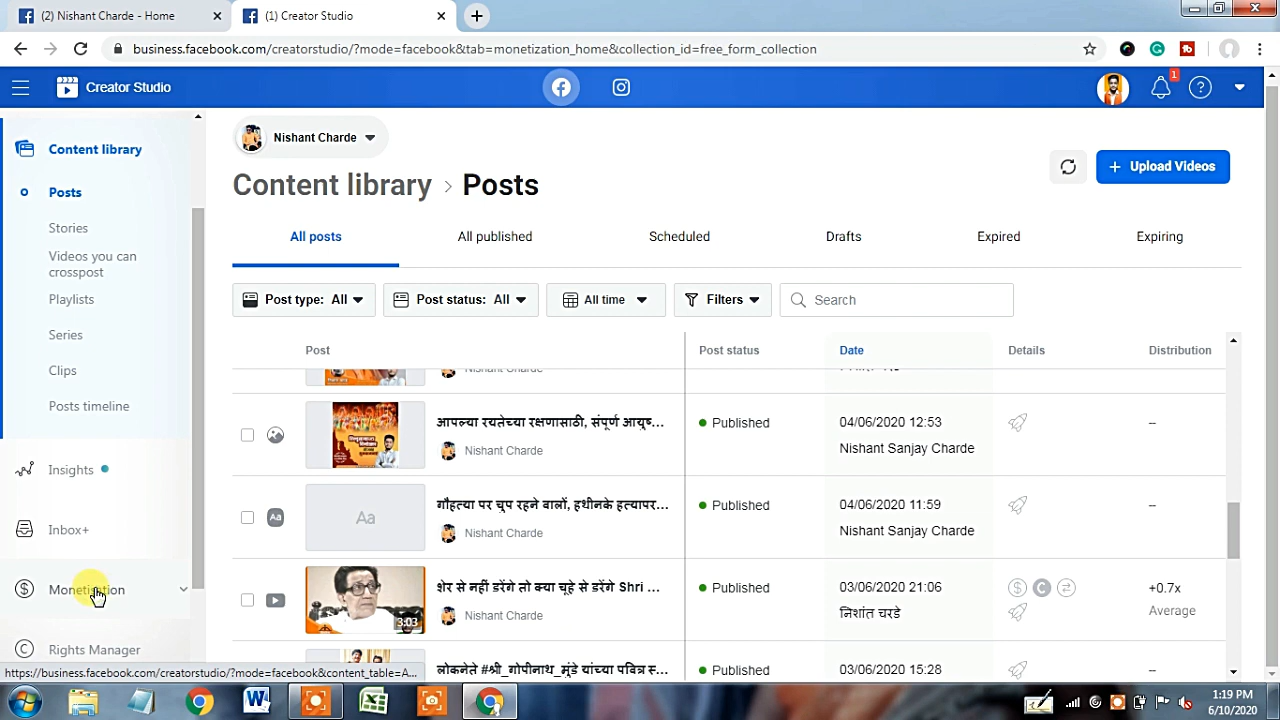 (2) Nishant Charde - Home
(1) Creator Studio
business.facebook.com/creatorstudio/?mode=facebook&tab=monetization_home&collection_id=free_form_collection
Creator Studio
1
Nishant Charde
Content library > Posts
+ Upload Videos
Content library
Posts
Stories
Videos you can
crosspost
Playlists
Series
Clips
Posts timeline
Insights
Inbox+
Monetization
Rights Manager
All posts
All published
Scheduled
Drafts
Expired
Expiring
Post type: All
Post status: All
All time
Filters
Search
Post
Post status
Date
Details
Distribution
Nishant Charde
आपल्या रयतेच्या रक्षणासाठी, संपूर्ण आयुष...
Nishant Charde
Published
04/06/2020 12:53
Nishant Sanjay Charde
--
Aa
Aa
गौहत्या पर चुप रहने वालों, हथीनके हत्यापर...
Nishant Charde
Published
04/06/2020 11:59
Nishant Sanjay Charde
--
3:03
शेर से नहीं डरेंगे तो क्या चूहे से डरेंगे Shri ...
Nishant Charde
Published
03/06/2020 21:06
निशांत चरडे
+0.7x
Average
लोकनेते #श्री_गोपीनाथ_मुंडे यांच्या पवित्र स्...
Published
03/06/2020 15:28
--
https://business.facebook.com/creatorstudio/?mode=facebook&content_table=A...
1:19 PM
6/10/2020